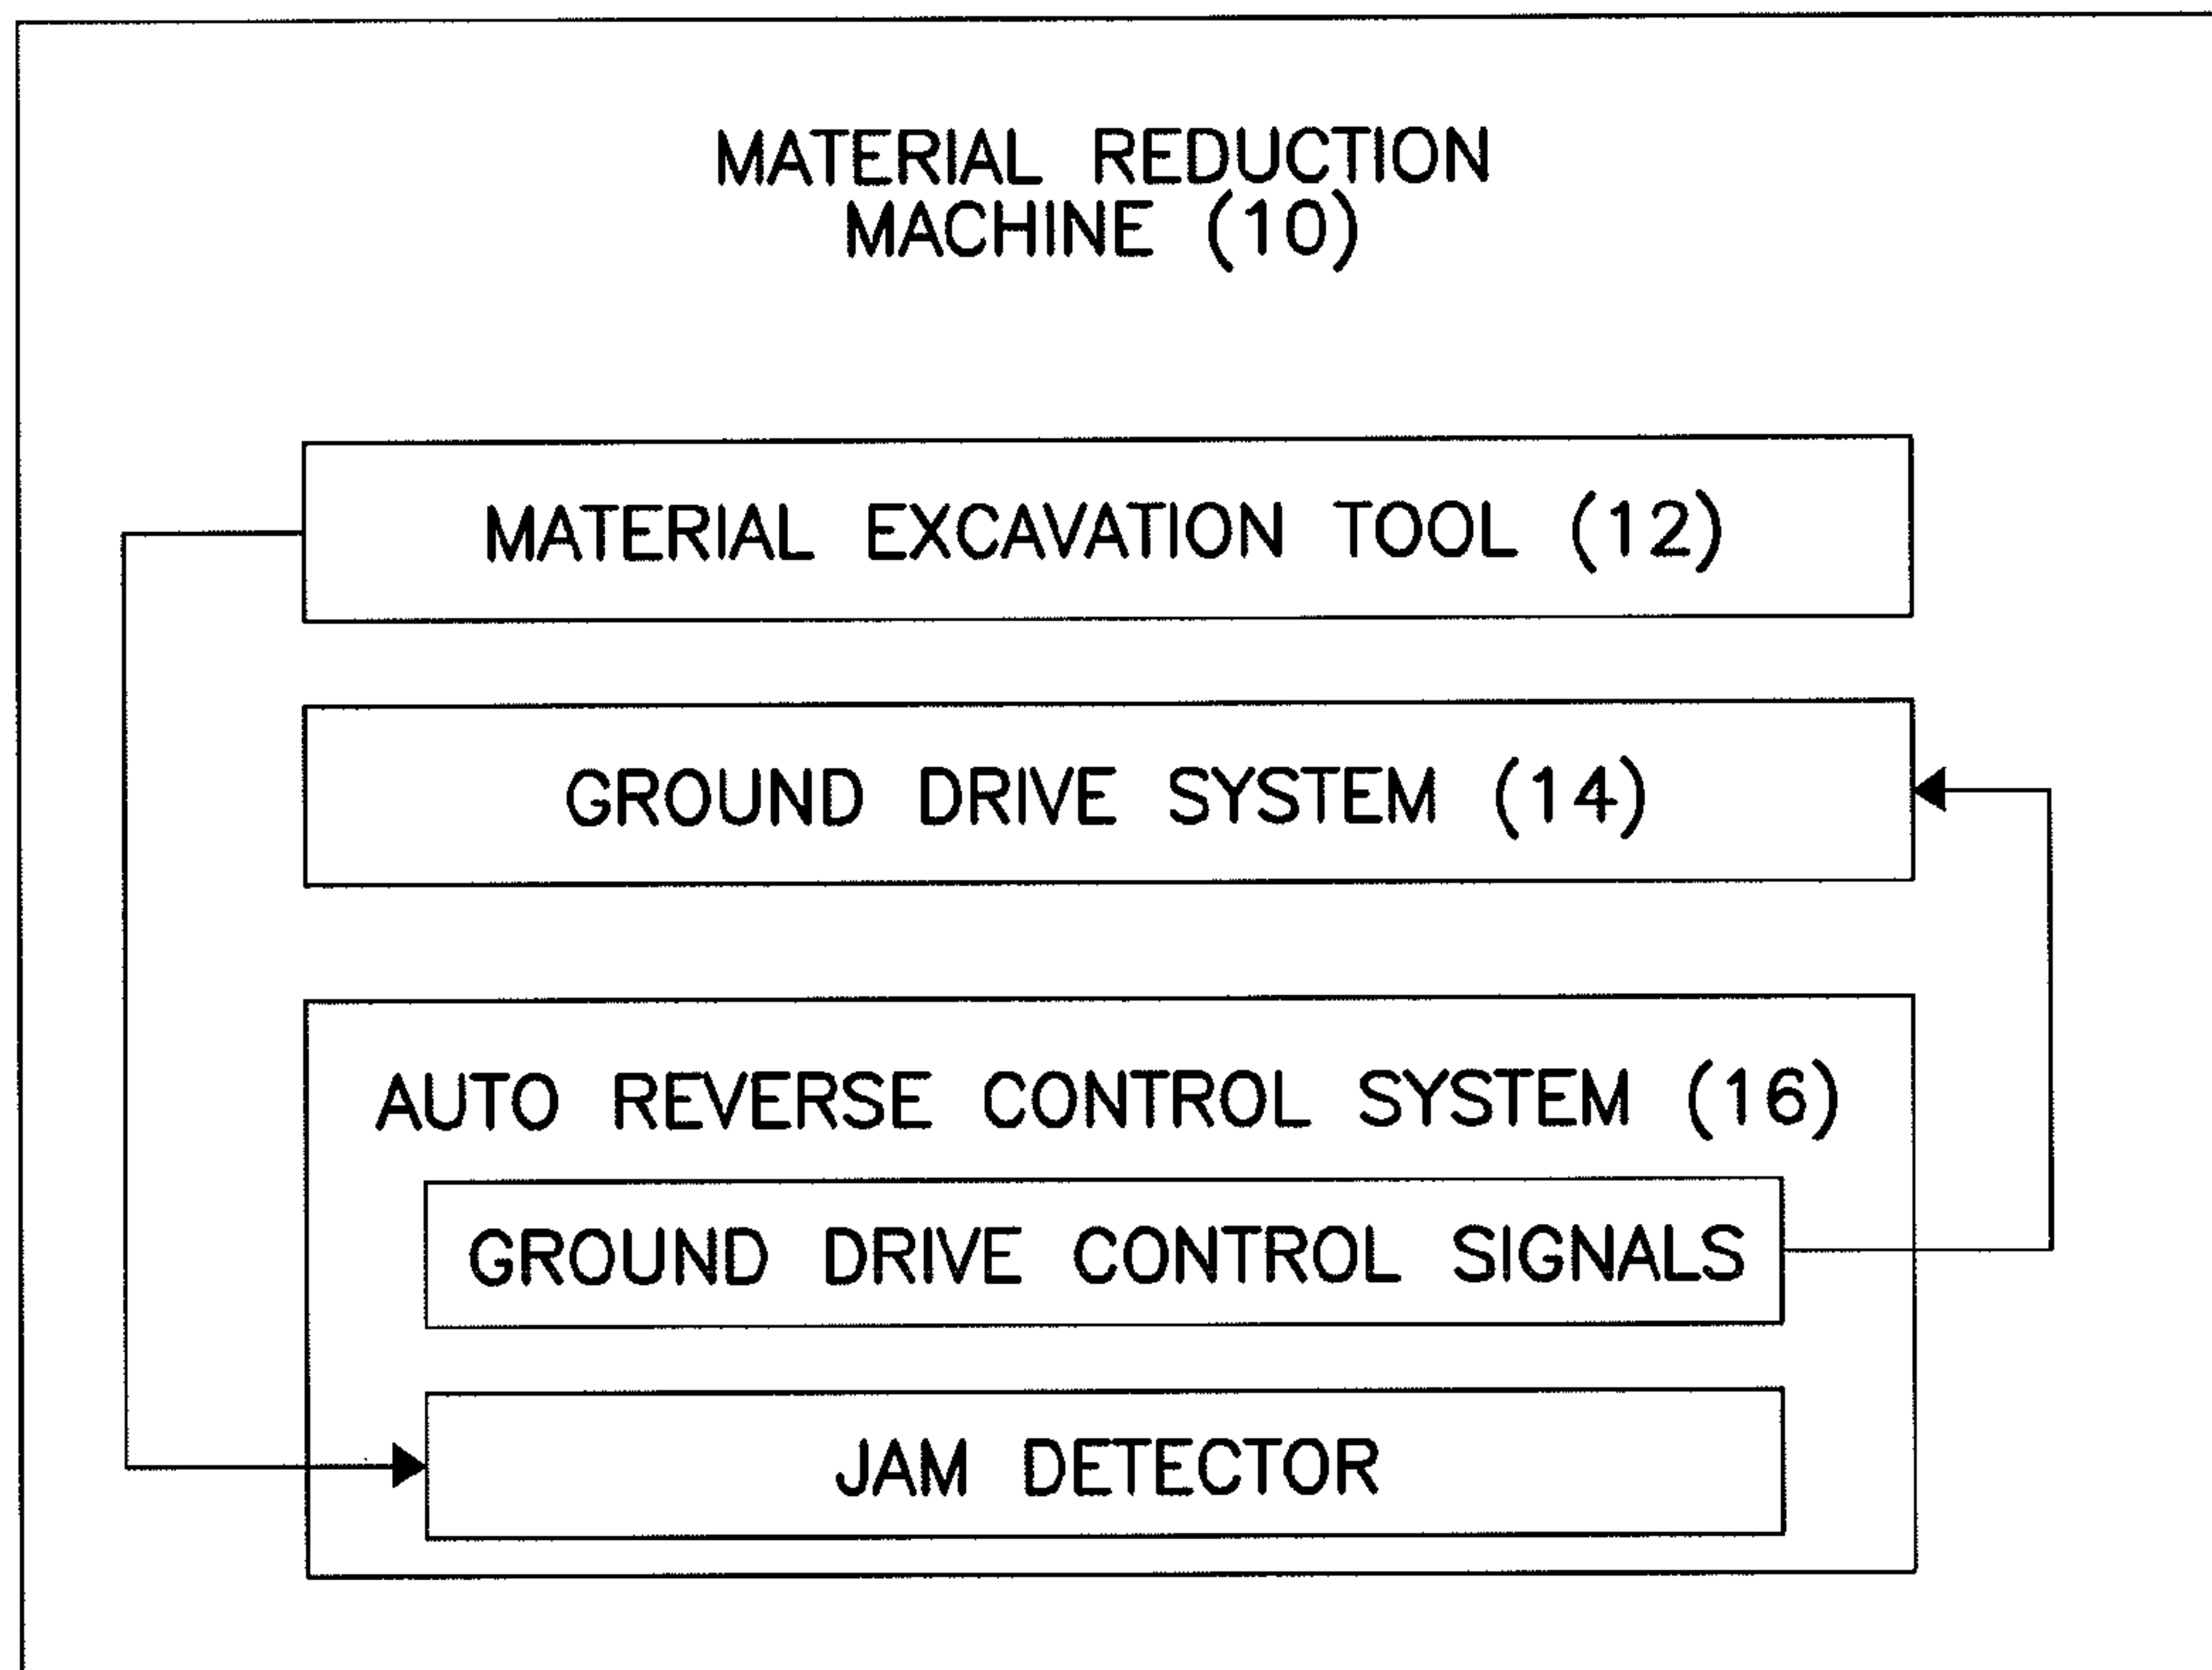 MATERIAL REDUCTION
MACHINE (10)
MATERIAL EXCAVATION TOOL (12)
GROUND DRIVE SYSTEM (14)
AUTO REVERSE CONTROL SYSTEM (16)
GROUND DRIVE CONTROL SIGNALS
JAM DETECTOR